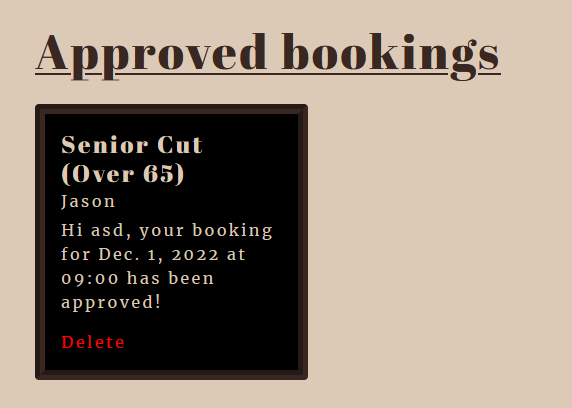 Approved bookings
Senior Cut
(Over 65)
Jason
Hi asd, your booking
for Dec. 1, 2022 at
09:00 has been
approved!
Delete